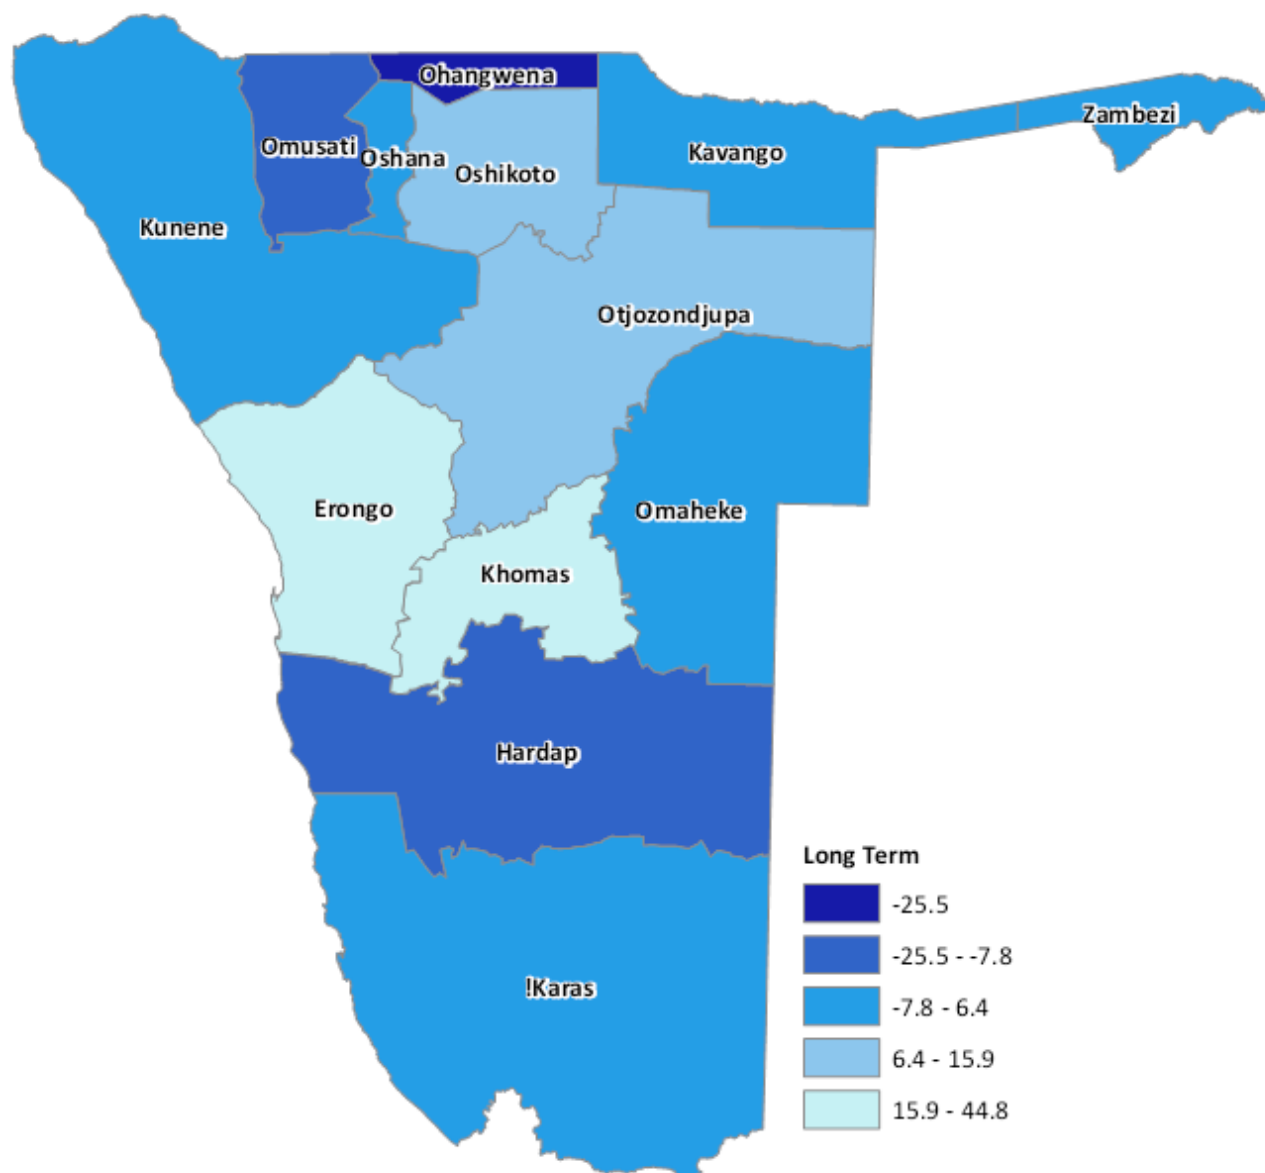 Ohangwena
Zambezi
Omusati
Oshana
Oshikoto
Kavango
Kunene
Otjozondjupa
Erongo
Omaheke
Khomas
Hardap
!Karas
Long Term
-25.5
-25.5 - -7.8
-7.8 - 6.4
6.4 - 15.9
15.9 - 44.8